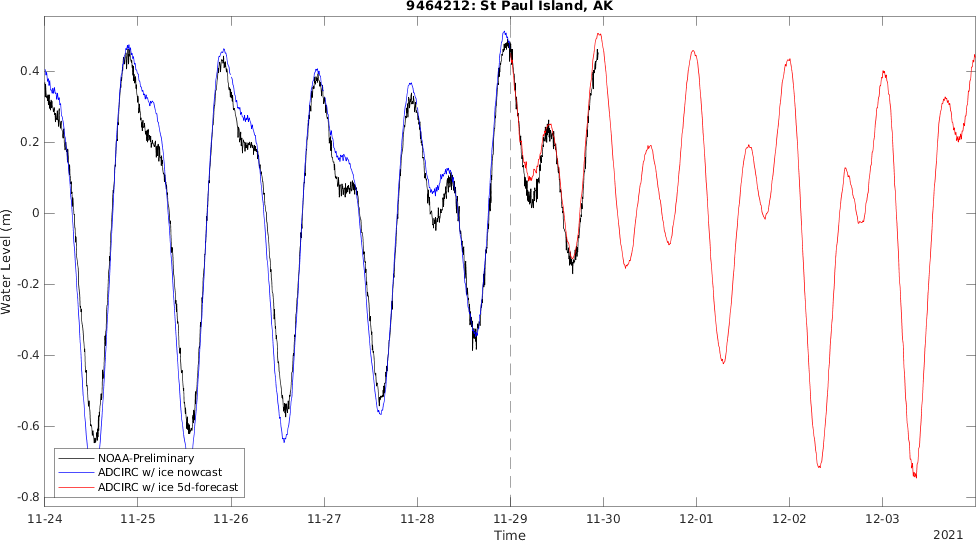 9464212: St Paul Island, AK
Water Level (m)
0.4
0.2
0
-0.2
-0.4
-0.6
-0.8
NOAA-Preliminary
ADCIRC w/ ice nowcast
ADCIRC w/ ice 5d-forecast
11-24 11-25 11-26 11-27 11-28 11-29 11-30 12-01 12-02 12-03
Time
2021